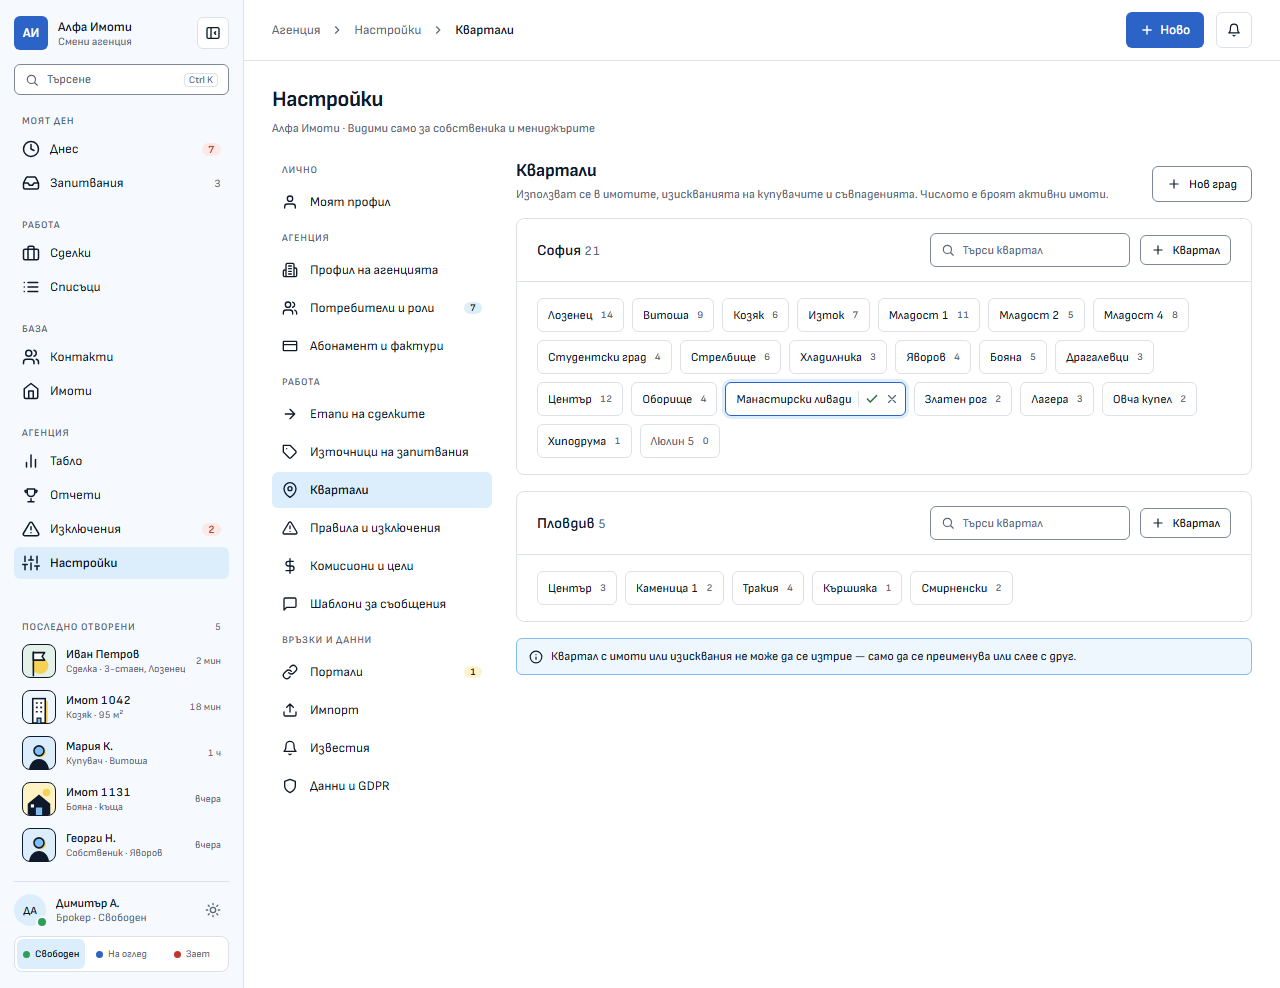 АИ
Алфа Имоти
Смени агенция
Търсене
Ctrl K
МОЯТ ДЕН
Днес 7
Запитвания 3
РАБОТА
Сделки
Списъци
БАЗА
Контакти
Имоти
АГЕНЦИЯ
Табло
Отчети
Изключения 2
Настройки
ПОСЛЕДНО ОТВОРЕНИ 5
Иван Петров
Сделка · 3-стаен, Лозенец
2 мин
Имот 1042
Козяк · 95 м²
18 мин
Мария К.
Купувач · Витоша
1 ч
Имот 1131
Бояна · къща
вчера
Георги Н.
Собственик · Яворов
вчера
ДА
Димитър А.
Брокер · Свободен
Свободен
На оглед
Зает
Агенция
Настройки
Квартали
Ново
Настройки
Алфа Имоти · Видими само за собственика и мениджърите
ЛИЧНО
Моят профил
АГЕНЦИЯ
Профил на агенцията
Потребители и роли 7
Абонамент и фактури
РАБОТА
Етапи на сделките
Източници на запитвания
Квартали
Правила и изключения
Комисиони и цели
Шаблони за съобщения
ВРЪЗКИ И ДАННИ
Портали 1
Импорт
Известия
Данни и GDPR
Квартали
Използват се в имотите, изискванията на купувачите и съвпаденията. Числото е броят активни имоти.
Нов град
София 21
Търси квартал
Квартал
Лозенец 14
Витоша 9
Козяк 6
Изток 7
Младост 1 11
Младост 2 5
Младост 4 8
Студентски град 4
Стрелбище 6
Хладилника 3
Яворов 4
Бояна 5
Драгалевци 3
Център 12
Оборище 4
Манастирски ливади
Златен рог 2
Лагера 3
Овча купел 2
Хиподрума 1
Люлин 5 0
Пловдив 5
Търси квартал
Квартал
Център 3
Каменица 1 2
Тракия 4
Кършияка 1
Смирненски 2
Квартал с имоти или изисквания не може да се изтрие — само да се преименува или слее с друг.